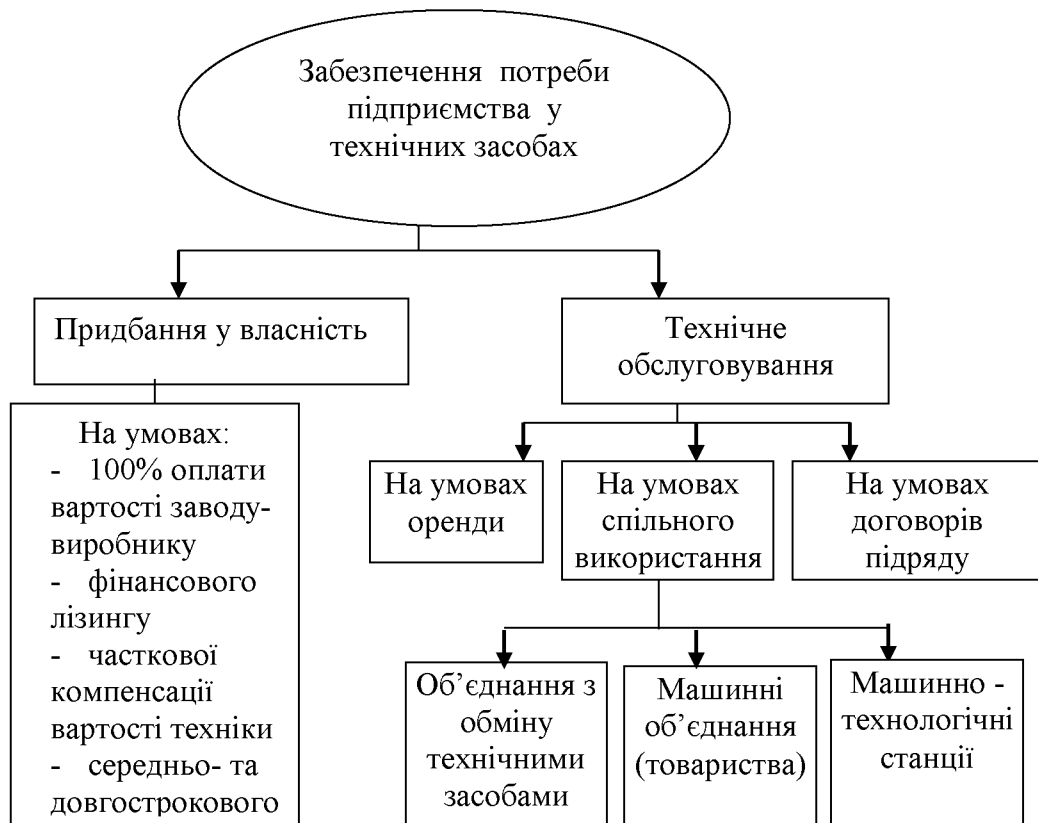 Забезпечення потреби
підприємства у
технічних засобах
Придбання у власність
Технічне
обслуговування
На умовах:
- 100% оплати
вартості заводу-
виробнику
- фінансового
лізингу
- часткової
компенсації
вартості техніки
- середньо- та
довгострокового
На умовах
оренди
На умовах
спільного
використання
На умовах
договорів
підряду
Об’єднання з
обміну
технічними
засобами
Машинні
об’єднання
(товариства)
Машинно -
технологічні
станції